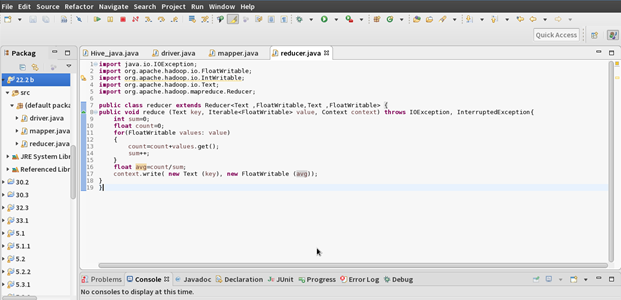 File Edit Source Refactor Navigate Search Project Run Window Help
Quick Access
Packag
22.2 b
src
(default packa
driver.java
mapper.java
reducer.java
JRE System Libr
Referenced Libr
30.2
30.3
32.3
33.1
5.1
5.1.1
5.2
5.2.2
5.3.1
Hive_java.java driver.java mapper.java reducer.java
1 import java.io.IOException;
2 import org.apache.hadoop.io.FloatWritable;
3 import org.apache.hadoop.io.IntWritable;
4 import org.apache.hadoop.io.Text;
5 import org.apache.hadoop.mapreduce.Reducer;
6
7 public class reducer extends Reducer<Text ,FloatWritable,Text ,FloatWritable> {
8 public void reduce (Text key, Iterable<FloatWritable> value, Context context) throws IOException, InterruptedException{
9 int sum=0;
10 float count=0;
11 for(FloatWritable values: value)
12 {
13 count=count+values.get();
14 sum++;
15 }
16 float avg=count/sum;
17 context.write( new Text (key), new FloatWritable (avg));
18 }
19 }
Problems Console Javadoc Declaration JUnit Progress Error Log Debug
No consoles to display at this time.